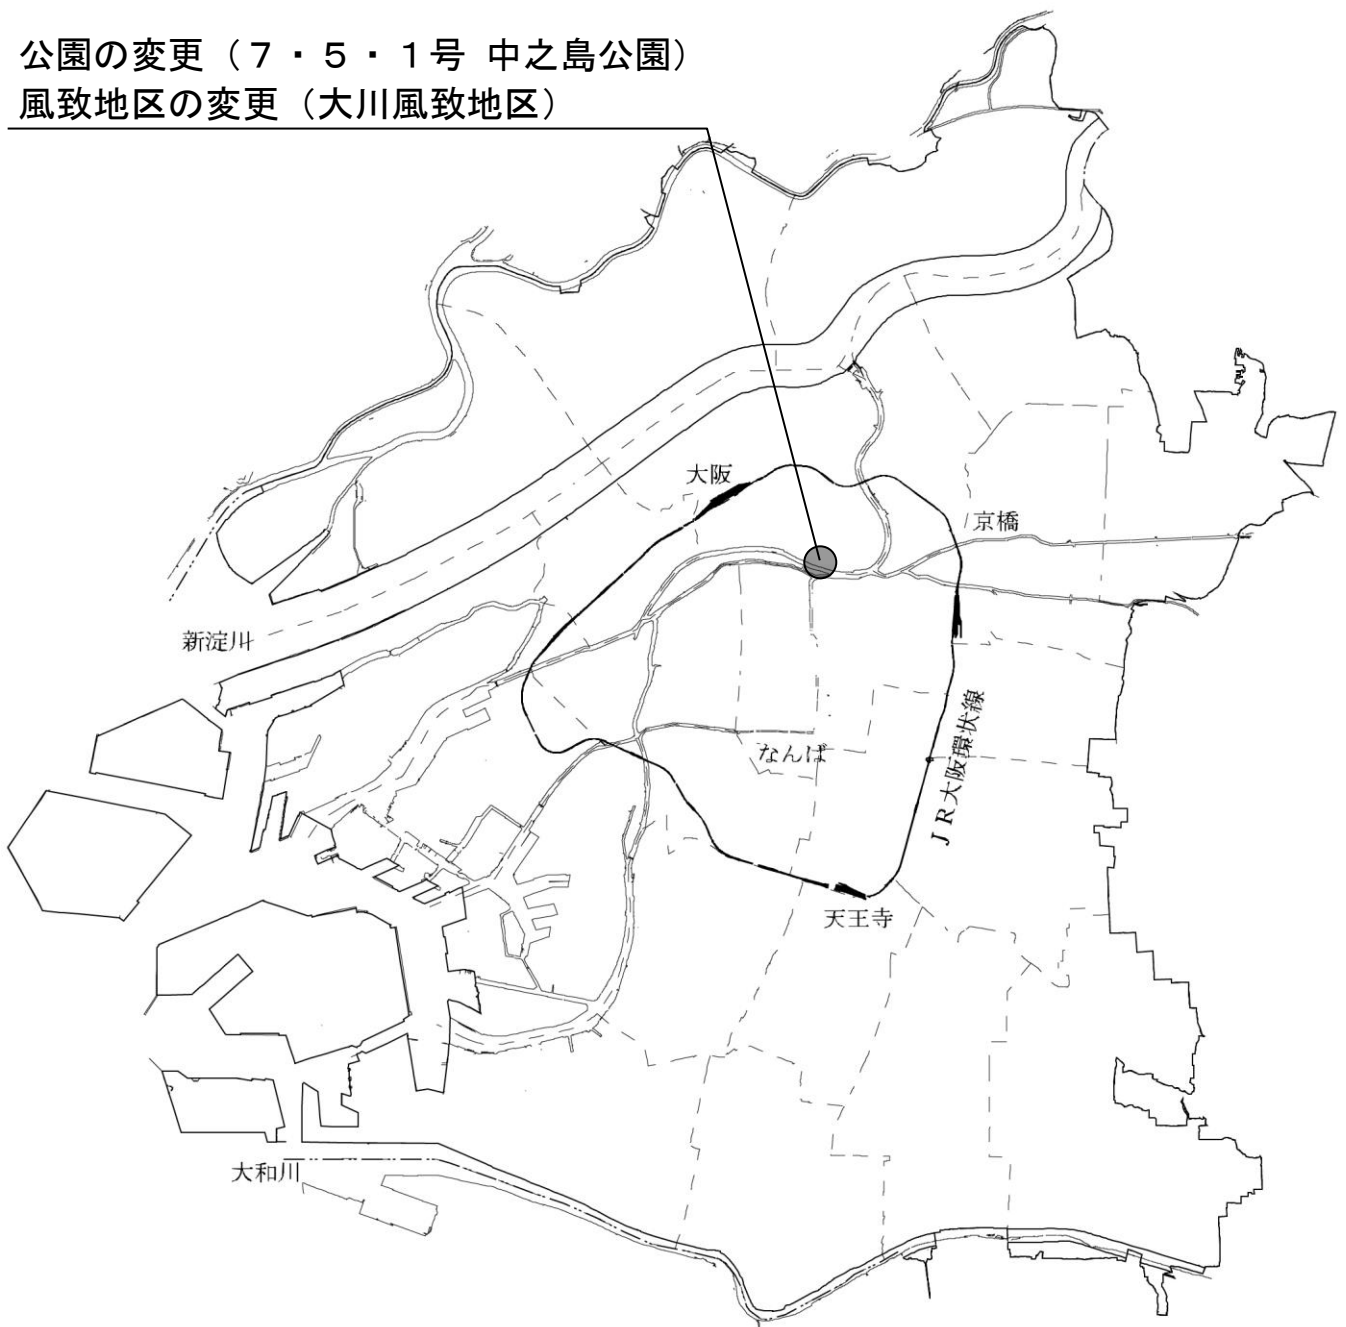 公園の変更（７・５・１号 中之島公園）
風致地区の変更（大川風致地区）
大阪
京橋
新淀川
なんば
ＪＲ大阪環状線
天王寺
大和川